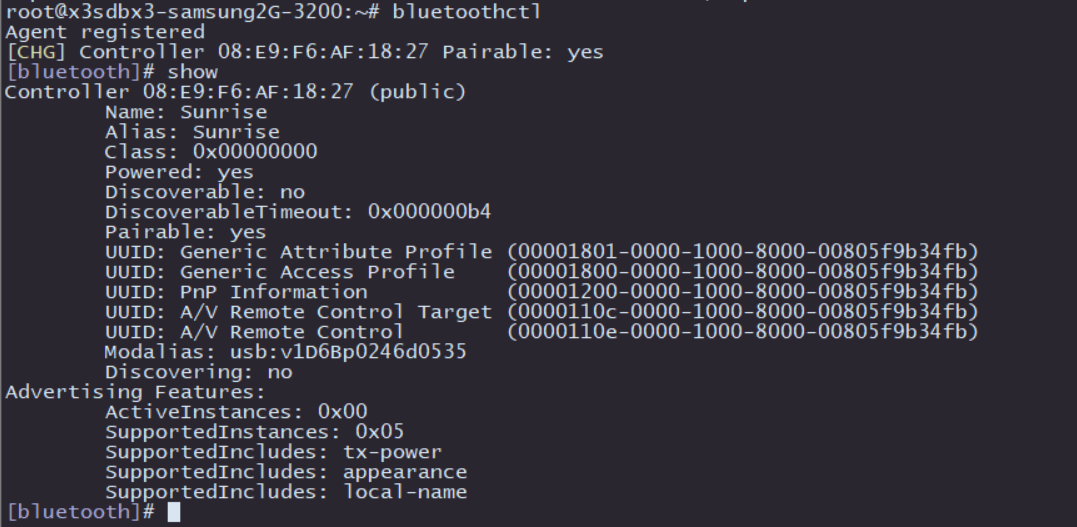 root@x3sdbx3-samsung2G-3200:~# bluetoothctl
Agent registered
[CHG] Controller 08:E9:F6:AF:18:27 Pairable: yes
[bluetooth]# show
Controller 08:E9:F6:AF:18:27 (public)
Name: Sunrise
Alias: Sunrise
Class: 0x00000000
Powered: yes
Discoverable: no
DiscoverableTimeout: 0x000000b4
Pairable: yes
UUID: Generic Attribute Profile (00001801-0000-1000-8000-00805f9b34fb)
UUID: Generic Access Profile    (00001800-0000-1000-8000-00805f9b34fb)
UUID: PnP Information           (00001200-0000-1000-8000-00805f9b34fb)
UUID: A/V Remote Control Target (0000110c-0000-1000-8000-00805f9b34fb)
UUID: A/V Remote Control        (0000110e-0000-1000-8000-00805f9b34fb)
Modalias: usb:v1D6Bp0246d0535
Discovering: no
Advertising Features:
ActiveInstances: 0x00
SupportedInstances: 0x05
SupportedIncludes: tx-power
SupportedIncludes: appearance
SupportedIncludes: local-name
[bluetooth]#